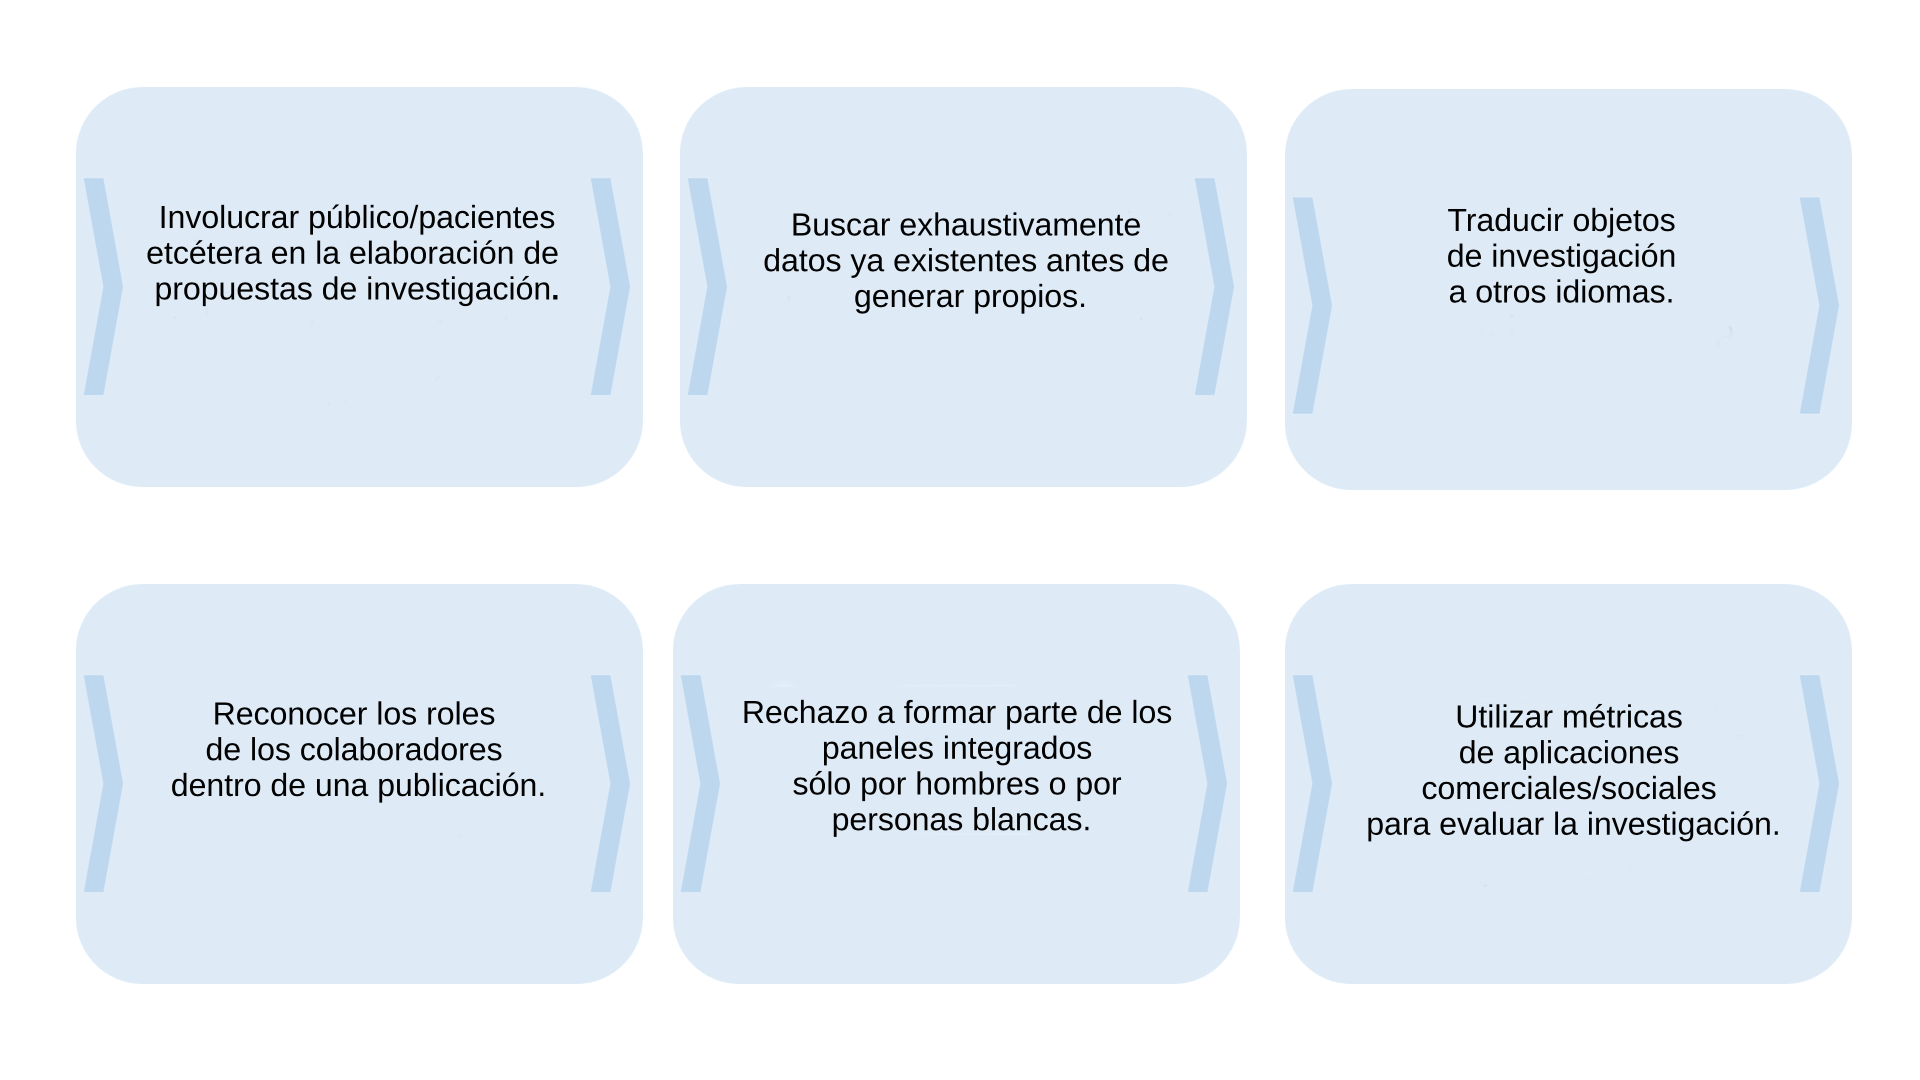 Involucrar público/pacientes
etcétera en la elaboración de
propuestas de investigación.
Buscar exhaustivamente
datos ya existentes antes de
generar propios.
Traducir objetos
de investigación
a otros idiomas.
Reconocer los roles
de los colaboradores
dentro de una publicación.
Rechazo a formar parte de los
paneles integrados
sólo por hombres o por
personas blancas.
Utilizar métricas
de aplicaciones
comerciales/sociales
para evaluar la investigación.